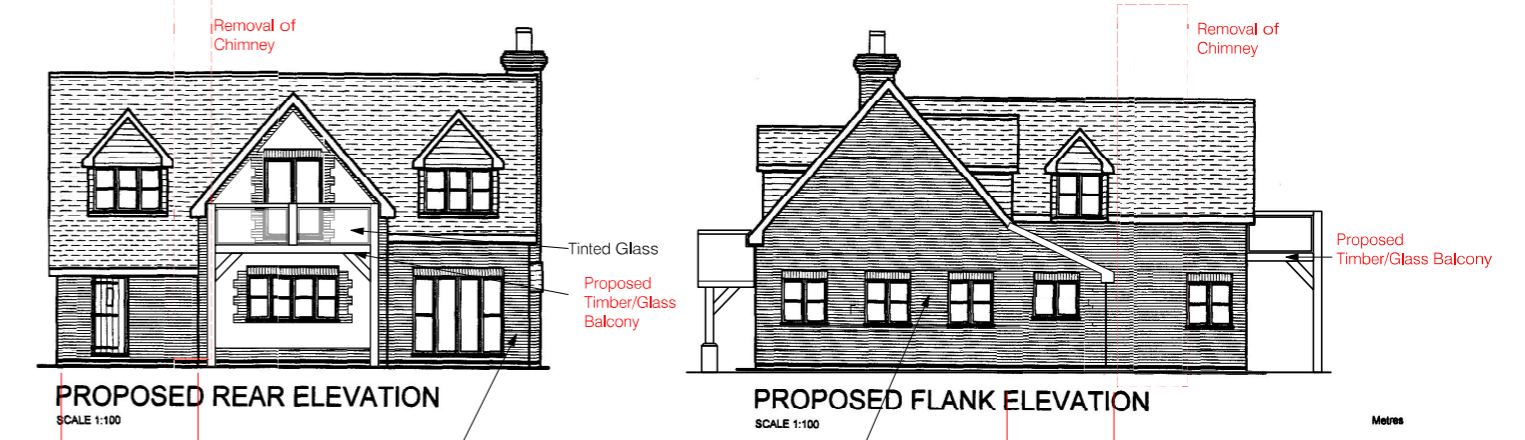 Removal of
Chimney
Tinted Glass
Proposed
Timber/Glass
Balcony
PROPOSED REAR ELEVATION
SCALE 1:100
Removal of
Chimney
Proposed
Timber/Glass Balcony
PROPOSED FLANK ELEVATION
SCALE 1:100
Metres